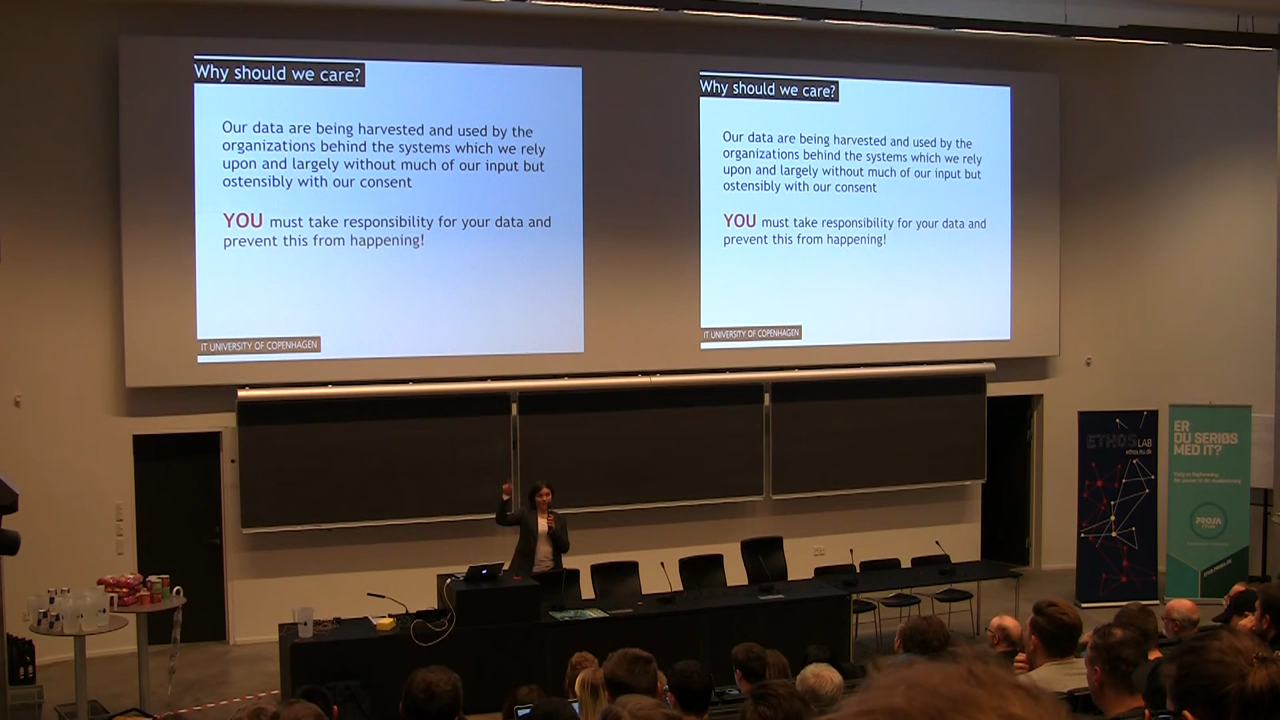 Why should we care?
Our data are being harvested and used by the
organizations behind the systems which we rely
upon and largely without much of our input but
ostensibly with our consent
YOU must take responsibility for your data and
prevent this from happening!
IT UNIVERSITY OF COPENHAGEN
Why should we care?
Our data are being harvested and used by the
organizations behind the systems which we rely
upon and largely without much of our input but
ostensibly with our consent
YOU must take responsibility for your data and
prevent this from happening!
IT UNIVERSITY OF COPENHAGEN
ETHOS LAB
ethos.itu.dk
ER
DU SERIØS
MED IT?
PROSA